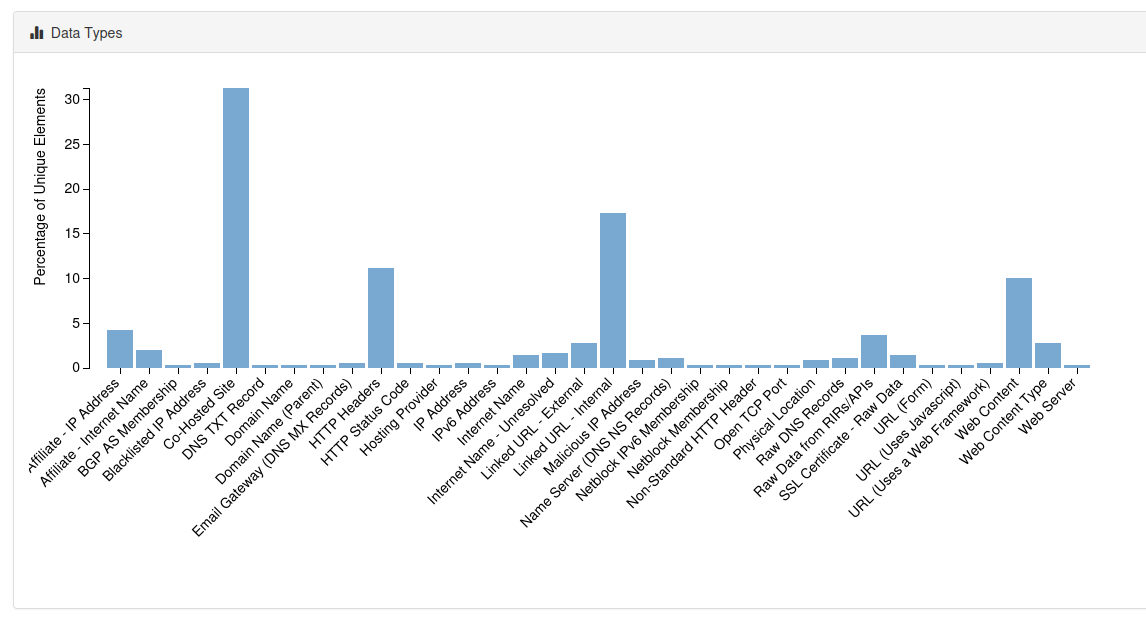 Data Types
Percentage of Unique Elements
30
25
20
15
10
5
0
Affiliate - IP Address
Affiliate - Internet Name
BGP AS Membership
Blacklisted IP Address
Co-Hosted Site
DNS TXT Record
Domain Name
Domain Name (Parent)
Email Gateway (DNS MX Records)
HTTP Headers
HTTP Status Code
Hosting Provider
IP Address
IPv6 Address
Internet Name
Internet Name - Unresolved
Linked URL - External
Linked URL - Internal
Malicious IP Address
Name Server (DNS NS Records)
Netblock IPv6 Membership
Netblock Membership
Non-Standard HTTP Header
Open TCP Port
Physical Location
Raw DNS Records
Raw Data from RIRs/APIs
SSL Certificate - Raw Data
URL (Form)
URL (Uses Javascript)
URL (Uses a Web Framework)
Web Content
Web Content Type
Web Server